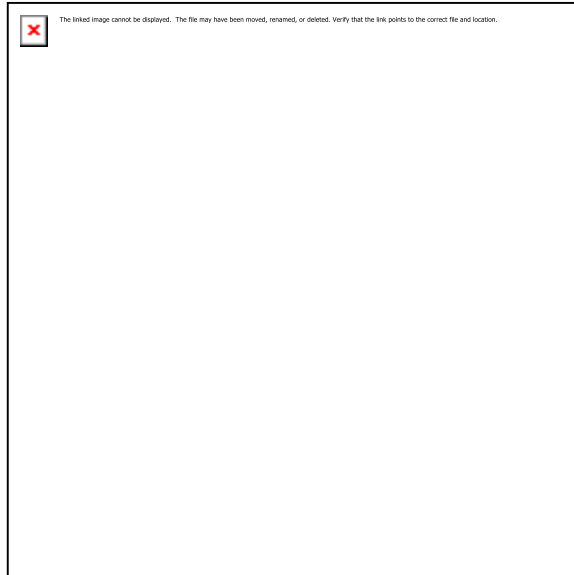 The linked image cannot be displayed. The file may have been moved, renamed, or deleted. Verify that the link points to the correct file and location.